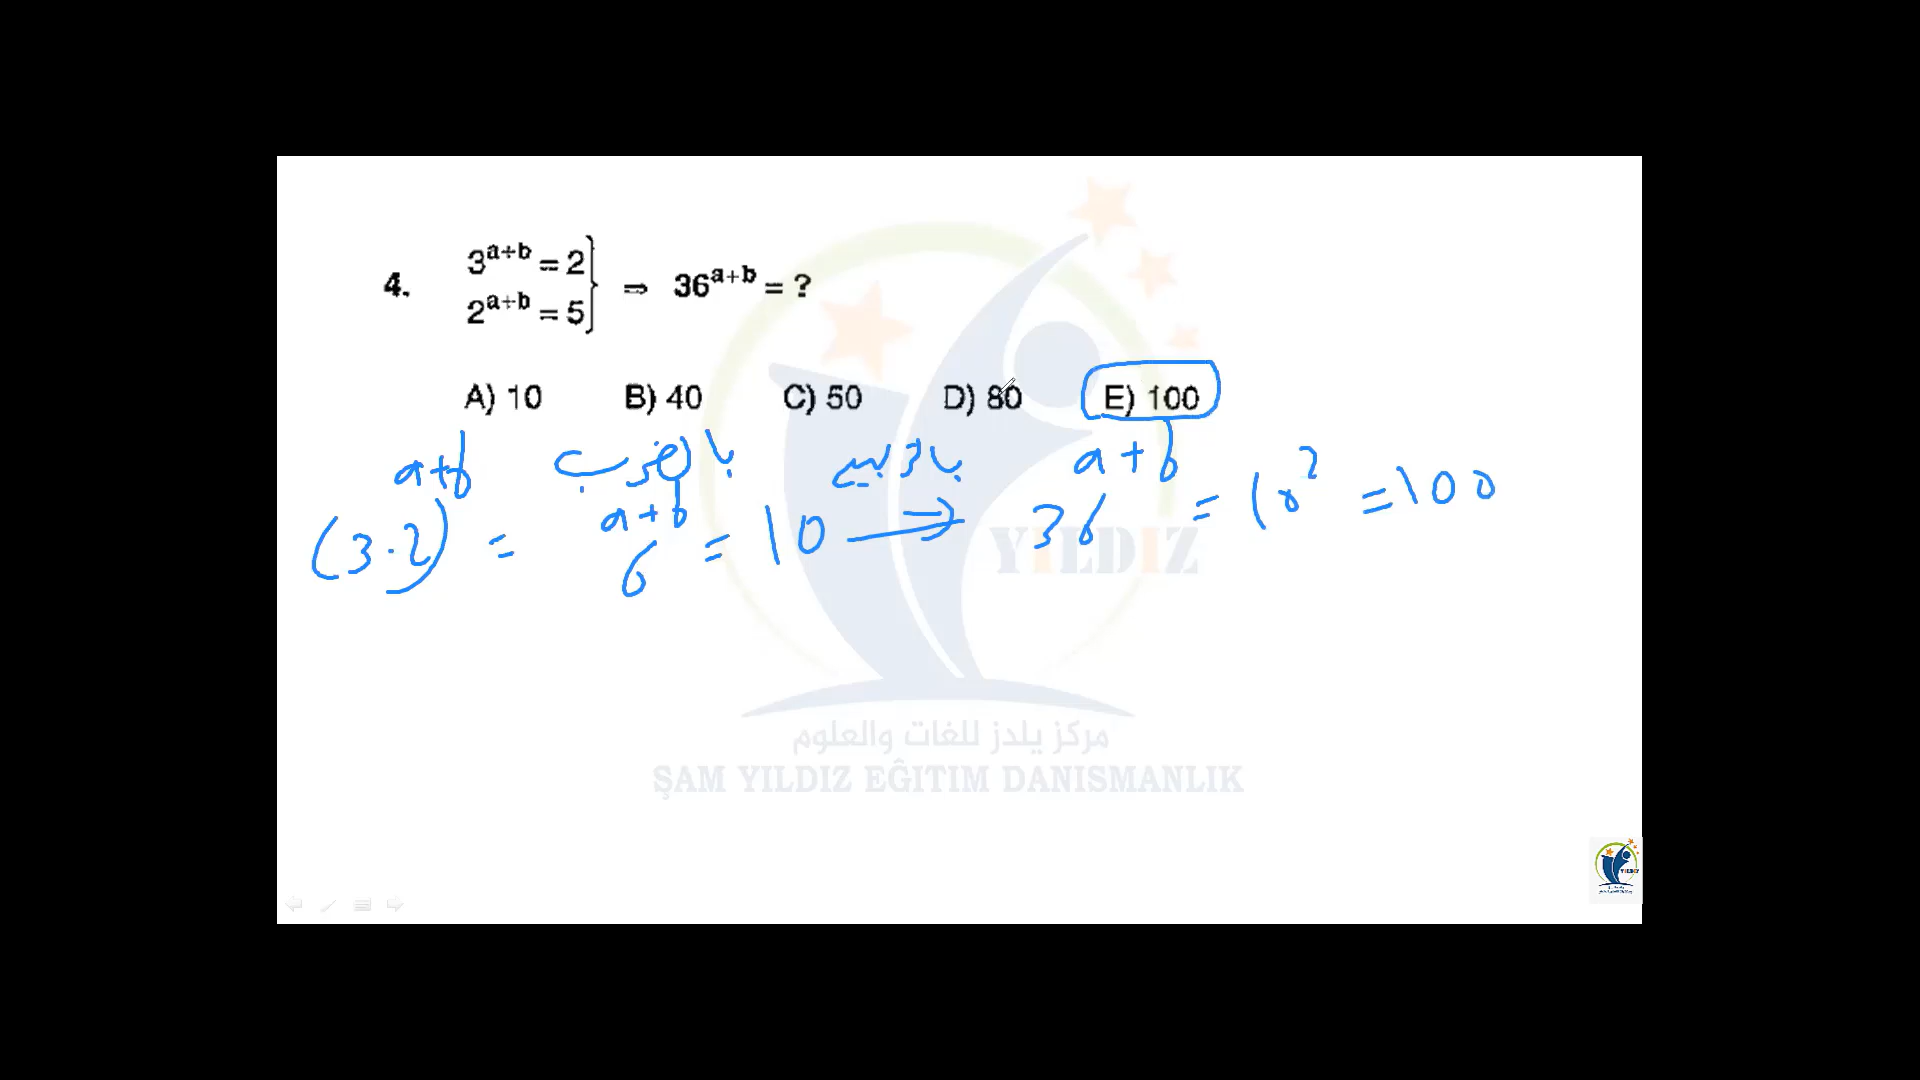 4. 3^{a+b} = 2
2^{a+b} = 5 } ⇒ 36^{a+b} = ?
A) 10 B) 40 C) 50 D) 80 E) 100
بالضرب بالتربيع
(3·2)^{a+b} = 6^{a+b} = 10 → 36^{a+b} = 10^2 = 100
YILDIZ
مركز يلدز للغات والعلوم
ŞAM YILDIZ EĞITIM DANISMANLIK
YILDIZ